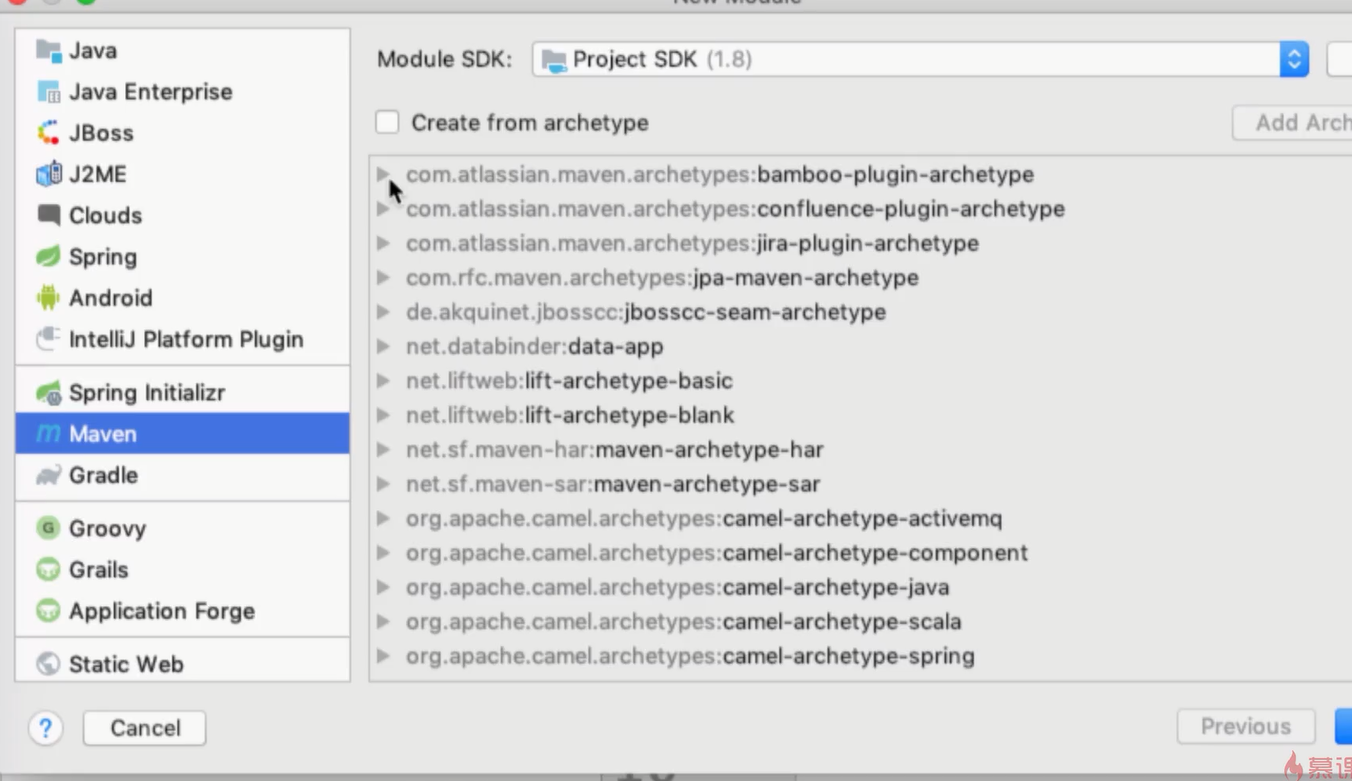 New Module
Java
Java Enterprise
JBoss
J2ME
Clouds
Spring
Android
IntelliJ Platform Plugin
Spring Initializr
Maven
Gradle
Groovy
Grails
Application Forge
Static Web
Module SDK: Project SDK (1.8)
Create from archetype
Add Arch
com.atlassian.maven.archetypes:bamboo-plugin-archetype
com.atlassian.maven.archetypes:confluence-plugin-archetype
com.atlassian.maven.archetypes:jira-plugin-archetype
com.rfc.maven.archetypes:jpa-maven-archetype
de.akquinet.jbosscc:jbosscc-seam-archetype
net.databinder:data-app
net.liftweb:lift-archetype-basic
net.liftweb:lift-archetype-blank
net.sf.maven-har:maven-archetype-har
net.sf.maven-sar:maven-archetype-sar
org.apache.camel.archetypes:camel-archetype-activemq
org.apache.camel.archetypes:camel-archetype-component
org.apache.camel.archetypes:camel-archetype-java
org.apache.camel.archetypes:camel-archetype-scala
org.apache.camel.archetypes:camel-archetype-spring
? Cancel
Previous
慕课